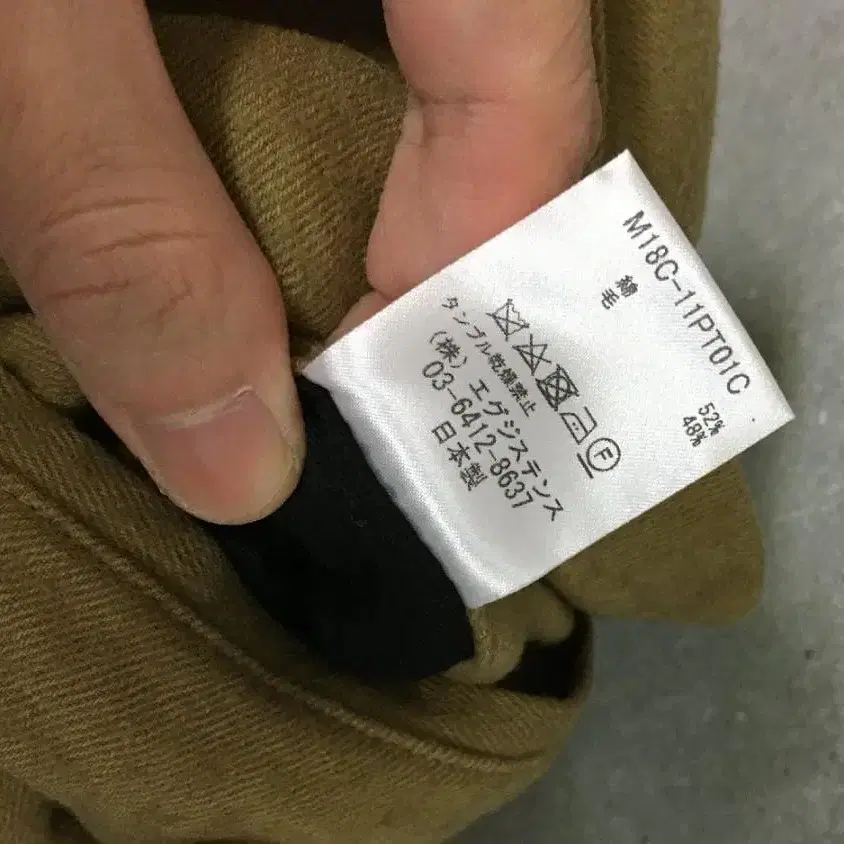 M18C-11PT01C
綿 52%
毛 48%
F
タンブル乾燥禁止
(株) エグジステンス
03-6412-8637
日本製